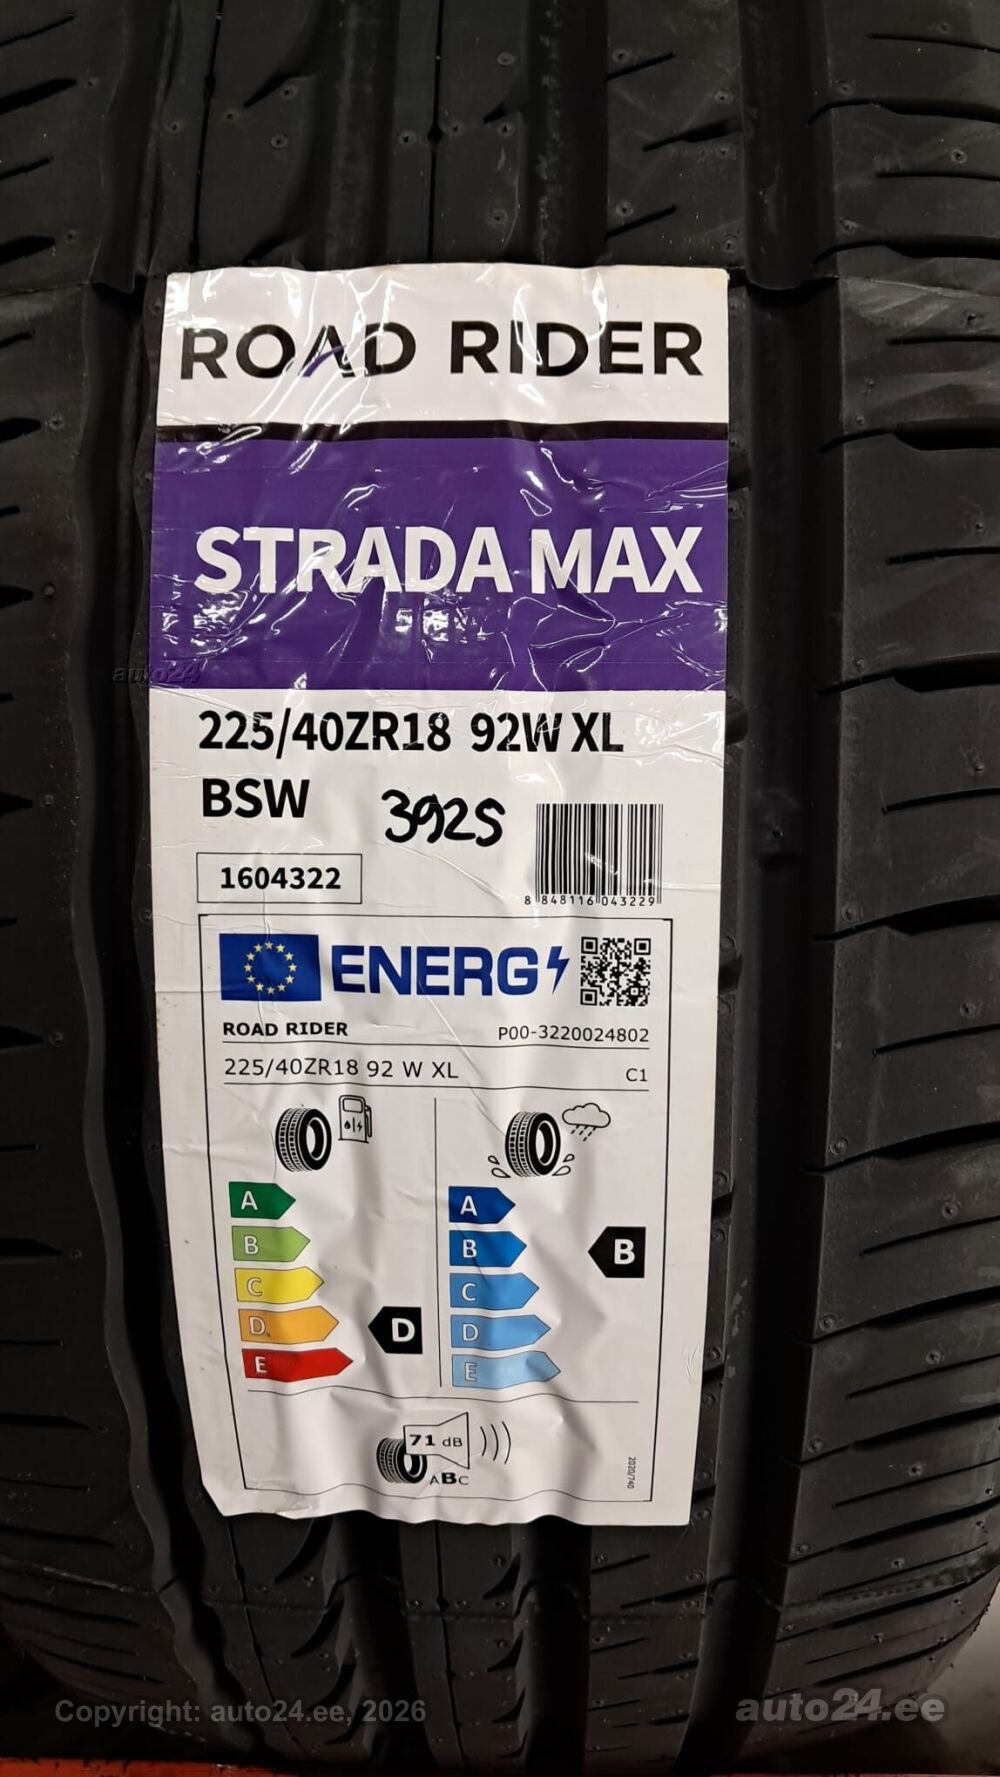 ROAD RIDER
STRADA MAX
auto24
225/40ZR18 92W XL
BSW
3925
1604322
8 848116 043229
ENERG
ROAD RIDER
P00-3220024802
225/40ZR18 92 W XL
C1
A
B
C
D
E
D
A
B
C
D
E
B
71 dB
ABC
2020/740
Copyright: auto24.ee, 2026
auto24.ee